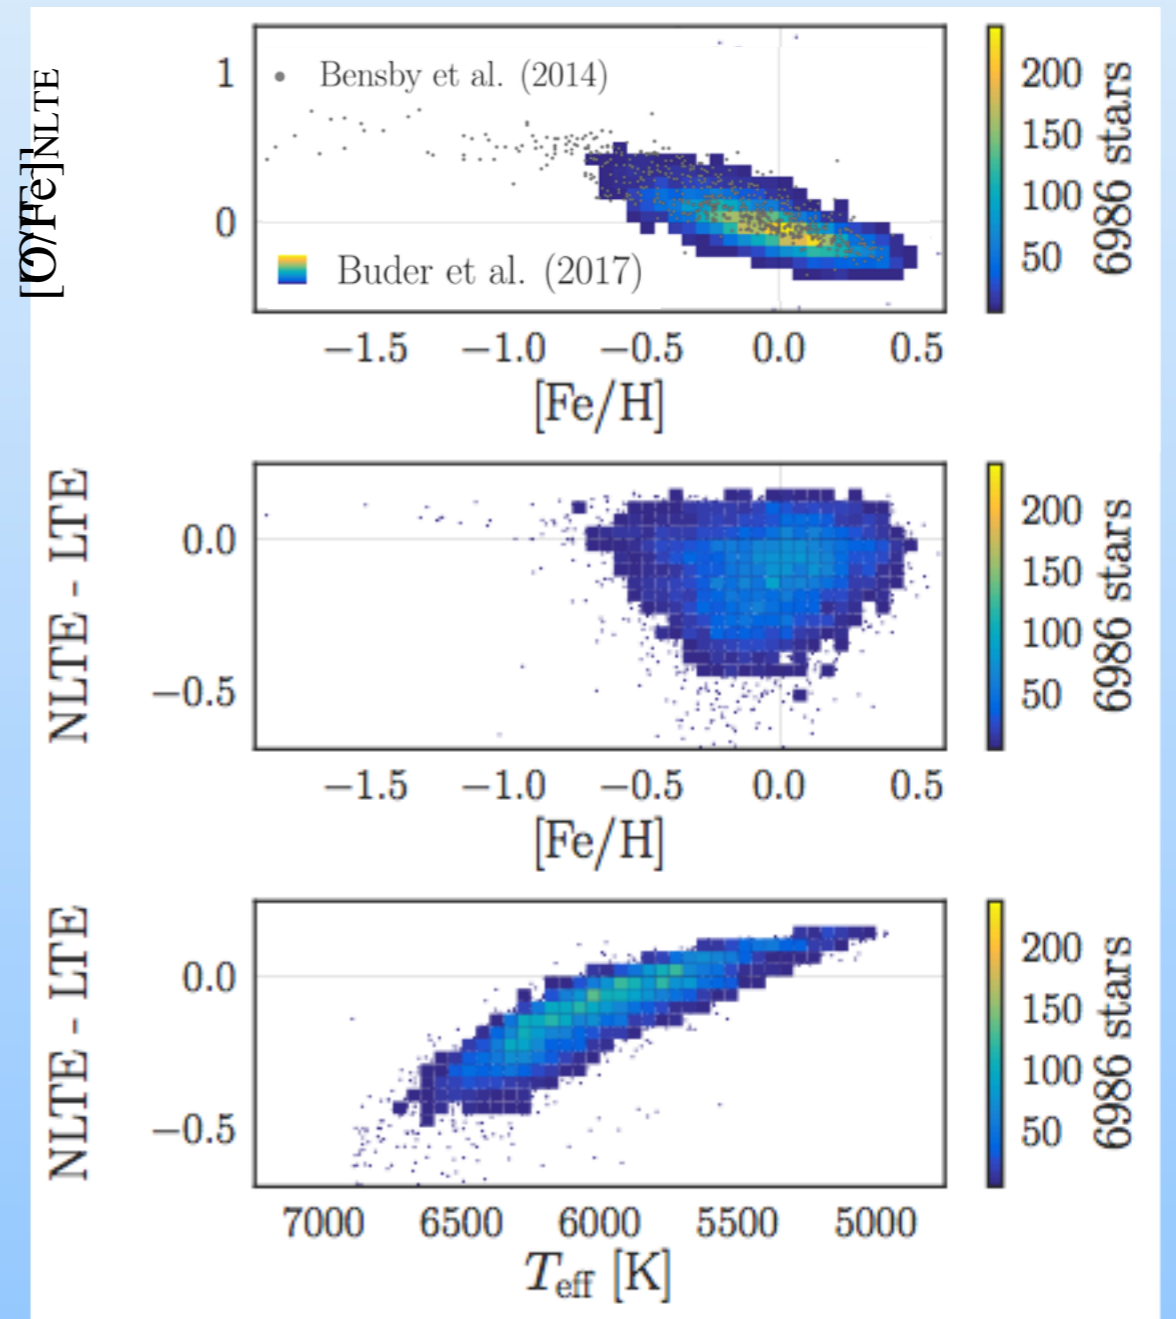 [O/Fe]NLTE
1
0
• Bensby et al. (2014)
Buder et al. (2017)
−1.5 −1.0 −0.5 0.0 0.5
[Fe/H]
200
150
100
50
6986 stars
NLTE - LTE
0.0
−0.5
−1.5 −1.0 −0.5 0.0 0.5
[Fe/H]
200
150
100
50
6986 stars
NLTE - LTE
0.0
−0.5
7000 6500 6000 5500 5000
Teff [K]
200
150
100
50
6986 stars